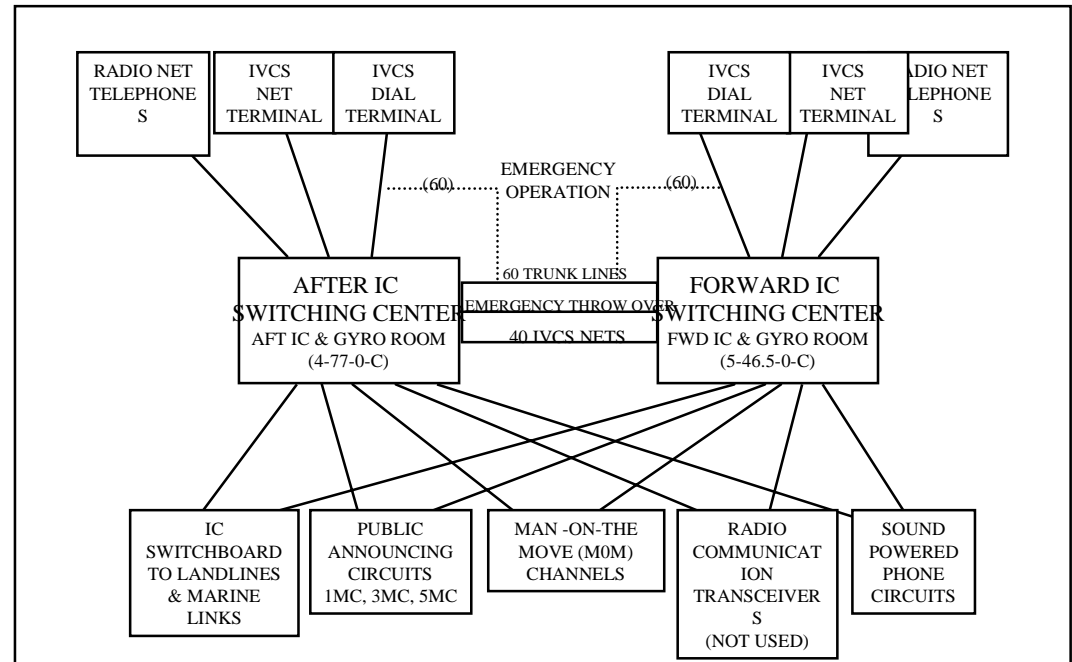 RADIO NET
TELEPHONE
S
IVCS
NET
TERMINAL
IVCS
DIAL
TERMINAL
IVCS
DIAL
TERMINAL
IVCS
NET
TERMINAL
ADIO NET
LEPHONE
S
EMERGENCY
OPERATION
(60)
(60)
AFTER IC
SWITCHING CENTER
AFT IC & GYRO ROOM
(4-77-0-C)
60 TRUNK LINES
EMERGENCY THROW OVER
40 IVCS NETS
FORWARD IC
SWITCHING CENTER
FWD IC & GYRO ROOM
(5-46.5-0-C)
IC
SWITCHBOARD
TO LANDLINES
& MARINE
LINKS
PUBLIC
ANNOUNCING
CIRCUITS
1MC, 3MC, 5MC
MAN -ON-THE
MOVE (M0M)
CHANNELS
RADIO
COMMUNICAT
ION
TRANSCEIVER
S
(NOT USED)
SOUND
POWERED
PHONE
CIRCUITS